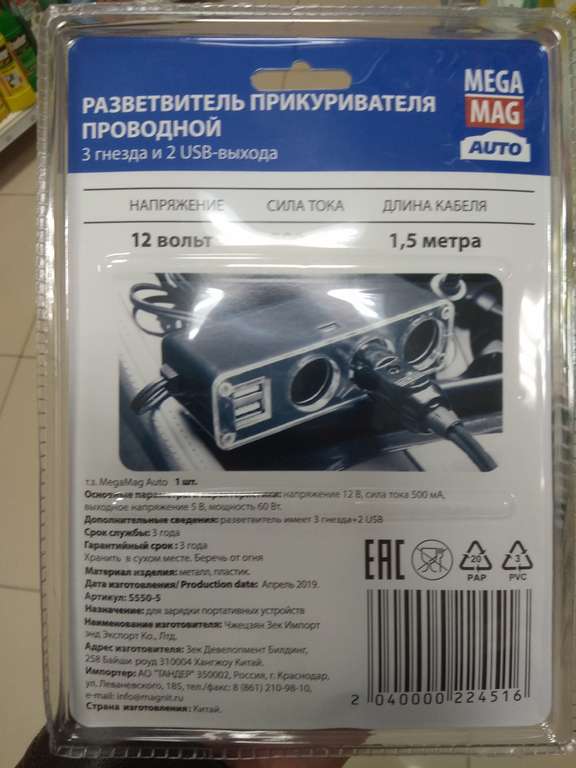 MEGA
MAG
AUTO
РАЗВЕТВИТЕЛЬ ПРИКУРИВАТЕЛЯ
ПРОВОДНОЙ
3 гнезда и 2 USB-выхода
НАПРЯЖЕНИЕ СИЛА ТОКА ДЛИНА КАБЕЛЯ
12 вольт 1,5 метра
т.з. MegaMag Auto 1 шт.
Основные параметры и характеристики: напряжение 12 В, сила тока 500 мА,
выходное напряжение 5 В, мощность 60 Вт.
Дополнительные сведения: разветвитель имеет 3 гнезда+2 USB
Срок службы: 3 года
Гарантийный срок : 3 года
Хранить в сухом месте. Беречь от огня
Материал изделия: металл, пластик.
Дата изготовления/ Production date: Апрель 2019.
Артикул: 5550-5
Назначение: для зарядки портативных устройств
Наименование изготовителя: Чжецзян Зек Импорт
энд Экспорт Ко., Лтд.
Адрес изготовителя: Зек Девелопмент Билдинг,
258 Байши роуд 310004 Хангжоу Китай.
Импортер: АО "ТАНДЕР" 350002, Россия, г. Краснодар,
ул. Леваневского, 185, тел./факс: 8 (861) 210-98-10,
e-mail: info@magnit.ru
Страна изготовления: Китай.
EAC
20
PAP
3
PVC
2 040000 224516